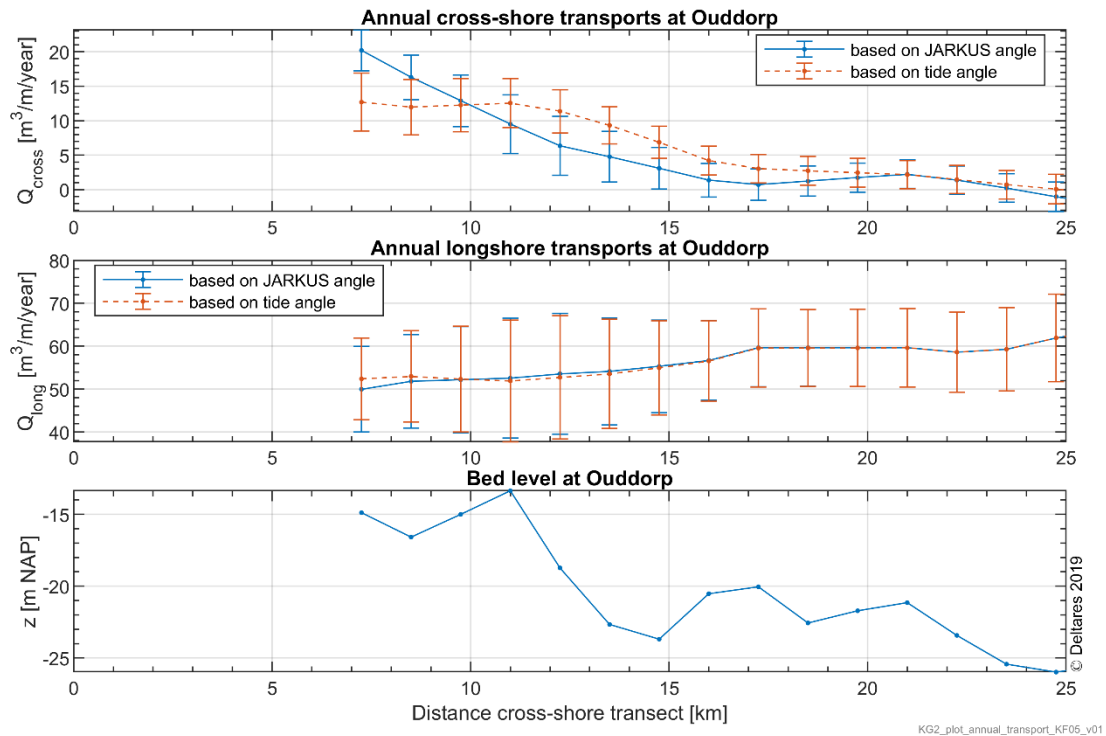 Annual cross-shore transports at Ouddorp
Q_cross [m³/m/year]
20
15
10
5
0
based on JARKUS angle
based on tide angle
0 5 10 15 20 25
Annual longshore transports at Ouddorp
Q_long [m³/m/year]
80
70
60
50
40
based on JARKUS angle
based on tide angle
0 5 10 15 20 25
Bed level at Ouddorp
z [m NAP]
-15
-20
-25
0 5 10 15 20 25
Distance cross-shore transect [km]
© Deltares 2019
KG2_plot_annual_transport_KF05_v01